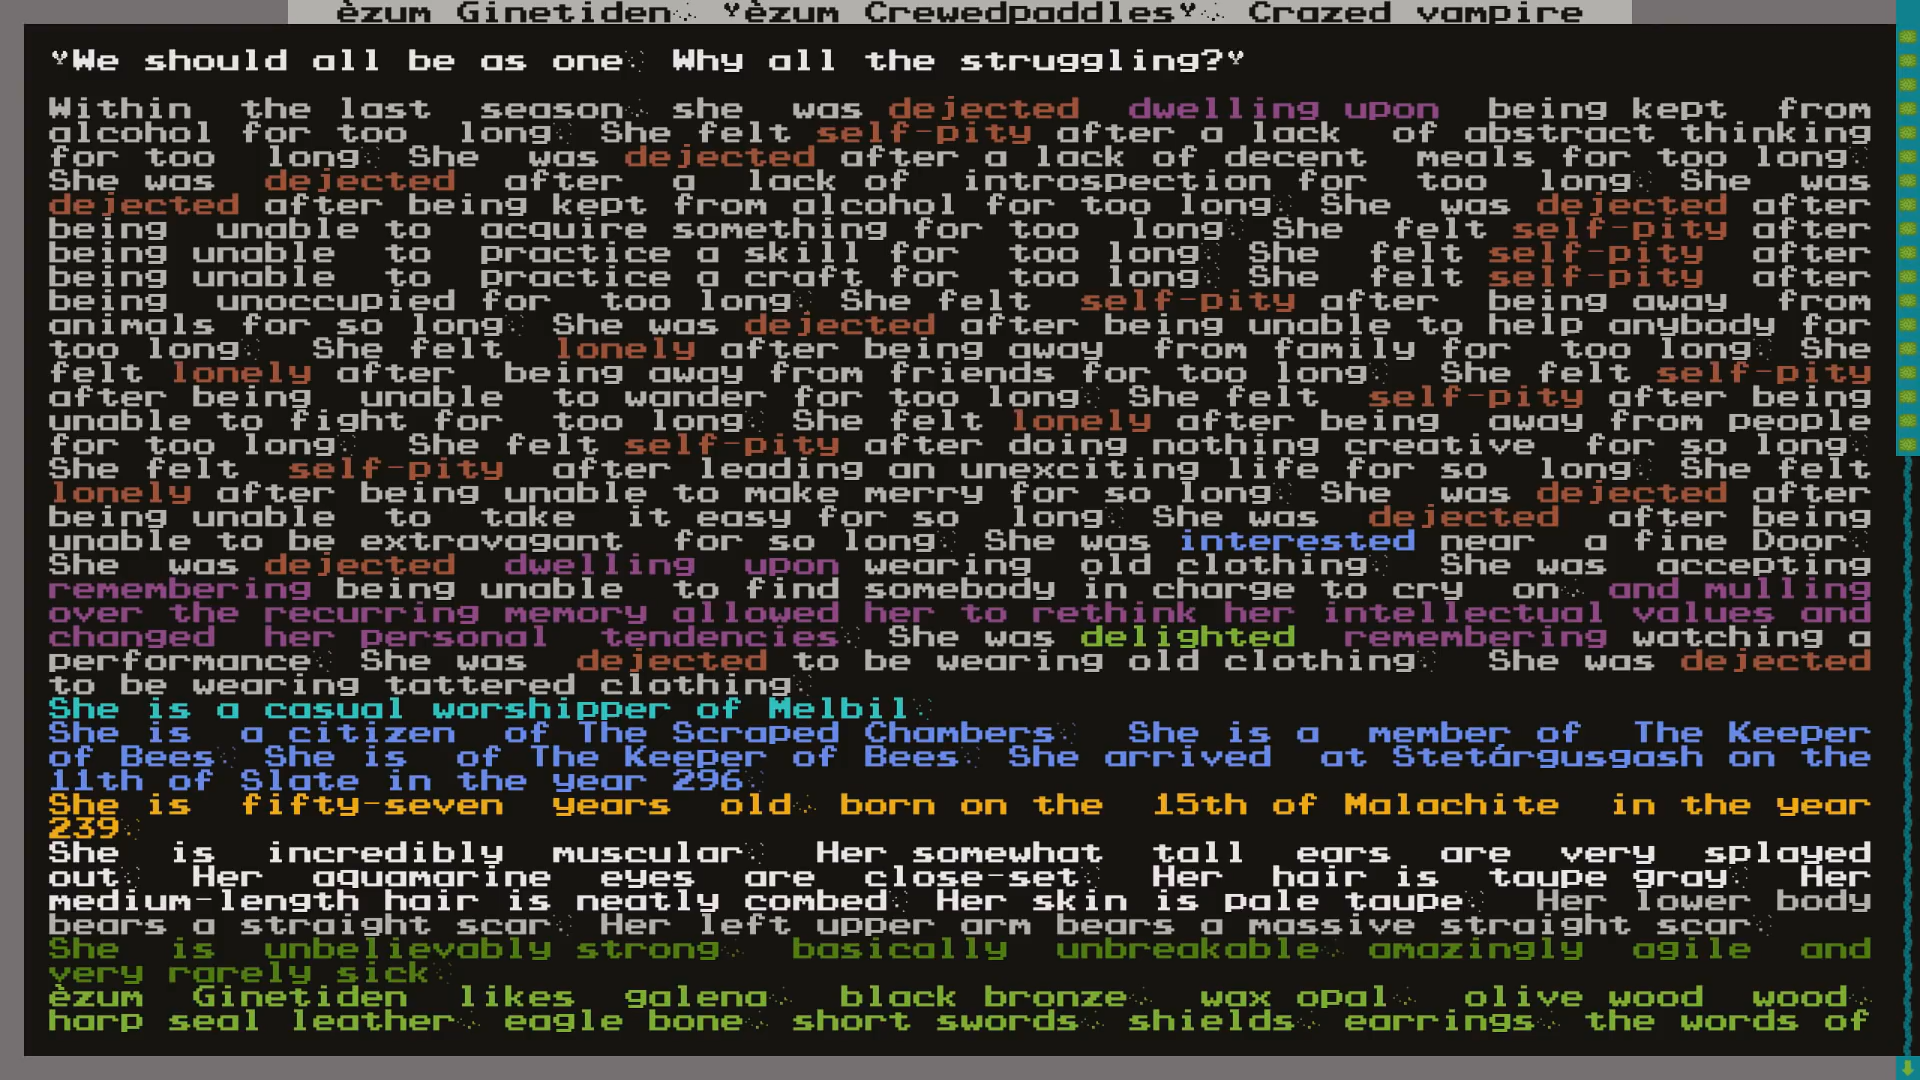 èzum Ginetiden, "èzum Crewedpaddles", Crazed vampire
"We should all be as one. Why all the struggling?"
Within the last season, she was dejected dwelling upon being kept from
alcohol for too long. She felt self-pity after a lack of abstract thinking
for too long. She was dejected after a lack of decent meals for too long.
She was dejected after a lack of introspection for too long. She was
dejected after being kept from alcohol for too long. She was dejected after
being unable to acquire something for too long. She felt self-pity after
being unable to practice a skill for too long. She felt self-pity after
being unable to practice a craft for too long. She felt self-pity after
being unoccupied for too long. She felt self-pity after being away from
animals for so long. She was dejected after being unable to help anybody for
too long. She felt lonely after being away from family for too long. She
felt lonely after being away from friends for too long. She felt self-pity
after being unable to wander for too long. She felt self-pity after being
unable to fight for too long. She felt lonely after being away from people
for too long. She felt self-pity after doing nothing creative for so long.
She felt self-pity after leading an unexciting life for so long. She felt
lonely after being unable to make merry for so long. She was dejected after
being unable to take it easy for so long. She was dejected after being
unable to be extravagant for so long. She was interested near a fine Door.
She was dejected dwelling upon wearing old clothing. She was accepting
remembering being unable to find somebody in charge to cry on, and mulling
over the recurring memory allowed her to rethink her intellectual values and
changed her personal tendencies. She was delighted remembering watching a
performance. She was dejected to be wearing old clothing. She was dejected
to be wearing tattered clothing.
She is a casual worshipper of Melbil.
She is a citizen of The Scraped Chambers. She is a member of The Keeper
of Bees. She is of The Keeper of Bees. She arrived at Stetárgusgash on the
11th of Slate in the year 296.
She is fifty-seven years old, born on the 15th of Malachite in the year
239.
She is incredibly muscular. Her somewhat tall ears are very splayed
out. Her aquamarine eyes are close-set. Her hair is taupe gray. Her
medium-length hair is neatly combed. Her skin is pale taupe. Her lower body
bears a straight scar. Her left upper arm bears a massive straight scar.
She is unbelievably strong, basically unbreakable, amazingly agile and
very rarely sick.
èzum Ginetiden likes galena, black bronze, wax opal, olive wood wood,
harp seal leather, eagle bone, short swords, shields, earrings, the words of